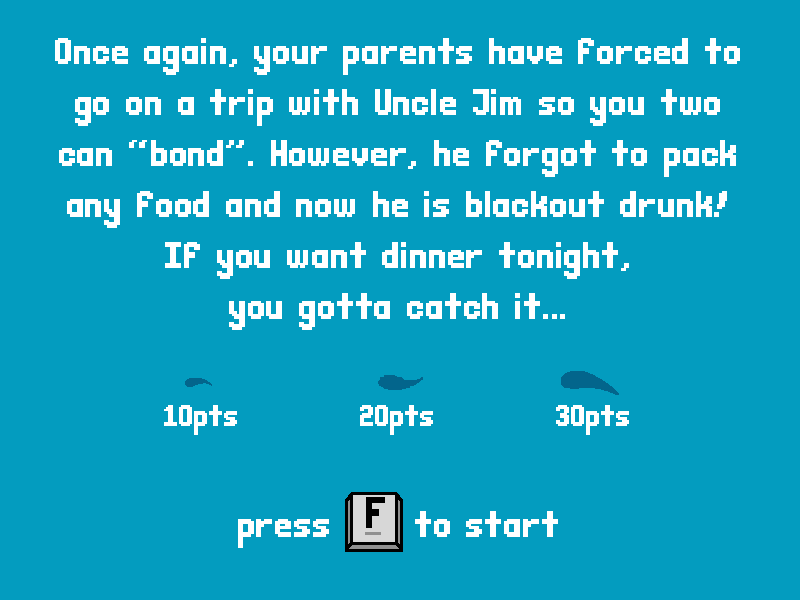 Once again, your parents have forced to
go on a trip with Uncle Jim so you two
can “bond”. However, he forgot to pack
any food and now he is blackout drunk!
If you want dinner tonight,
you gotta catch it...
10pts 20pts 30pts
press F to start